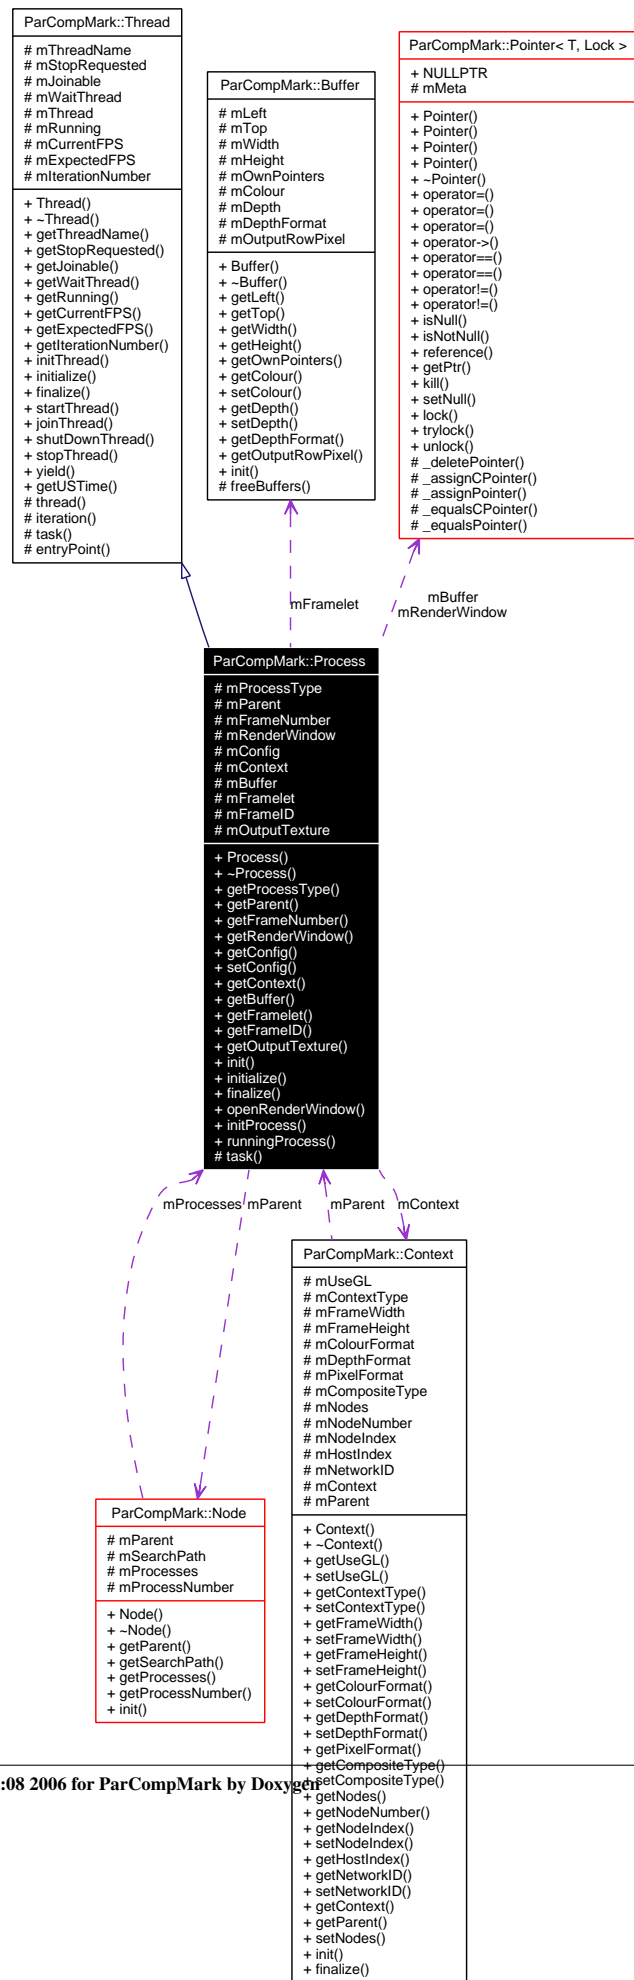 ParCompMark::Thread
# mThreadName
# mStopRequested
# mJoinable
# mWaitThread
# mThread
# mRunning
# mCurrentFPS
# mExpectedFPS
# mIterationNumber
+ Thread()
+ ~Thread()
+ getThreadName()
+ getStopRequested()
+ getJoinable()
+ getWaitThread()
+ getRunning()
+ getCurrentFPS()
+ getExpectedFPS()
+ getIterationNumber()
+ initThread()
+ initialize()
+ finalize()
+ startThread()
+ joinThread()
+ shutDownThread()
+ stopThread()
+ yield()
+ getUSTime()
# thread()
# iteration()
# task()
# entryPoint()
ParCompMark::Buffer
# mLeft
# mTop
# mWidth
# mHeight
# mOwnPointers
# mColour
# mDepth
# mDepthFormat
# mOutputRowPixel
+ Buffer()
+ ~Buffer()
+ getLeft()
+ getTop()
+ getWidth()
+ getHeight()
+ getOwnPointers()
+ getColour()
+ setColour()
+ getDepth()
+ setDepth()
+ getDepthFormat()
+ getOutputRowPixel()
+ init()
# freeBuffers()
ParCompMark::Pointer< T, Lock >
+ NULLPTR
# mMeta
+ Pointer()
+ Pointer()
+ Pointer()
+ Pointer()
+ ~Pointer()
+ operator=()
+ operator=()
+ operator=()
+ operator->()
+ operator==()
+ operator==()
+ operator!=()
+ operator!=()
+ isNull()
+ isNotNull()
+ reference()
+ getPtr()
+ kill()
+ setNull()
+ lock()
+ trylock()
+ unlock()
# _deletePointer()
# _assignCPointer()
# _assignPointer()
# _equalsCPointer()
# _equalsPointer()
mFramelet
mBuffer
mRenderWindow
ParCompMark::Process
# mProcessType
# mParent
# mFrameNumber
# mRenderWindow
# mConfig
# mContext
# mBuffer
# mFramelet
# mFrameID
# mOutputTexture
+ Process()
+ ~Process()
+ getProcessType()
+ getParent()
+ getFrameNumber()
+ getRenderWindow()
+ getConfig()
+ setConfig()
+ getContext()
+ getBuffer()
+ getFramelet()
+ getFrameID()
+ getOutputTexture()
+ init()
+ initialize()
+ finalize()
+ openRenderWindow()
+ initProcess()
+ runningProcess()
# task()
mProcesses mParent mParent mContext
ParCompMark::Context
# mUseGL
# mContextType
# mFrameWidth
# mFrameHeight
# mColourFormat
# mDepthFormat
# mPixelFormat
# mCompositeType
# mNodes
# mNodeNumber
# mNodeIndex
# mHostIndex
# mNetworkID
# mContext
# mParent
+ Context()
+ ~Context()
+ getUseGL()
+ setUseGL()
+ getContextType()
+ setContextType()
+ getFrameWidth()
+ setFrameWidth()
+ getFrameHeight()
+ setFrameHeight()
+ getColourFormat()
+ setColourFormat()
+ getDepthFormat()
+ setDepthFormat()
+ getPixelFormat()
+ getCompositeType()
+ setCompositeType()
+ getNodes()
+ getNodeNumber()
+ getNodeIndex()
+ setNodeIndex()
+ getHostIndex()
+ getNetworkID()
+ setNetworkID()
+ getContext()
+ getParent()
+ setNodes()
+ init()
+ finalize()
ParCompMark::Node
# mParent
# mSearchPath
# mProcesses
# mProcessNumber
+ Node()
+ ~Node()
+ getParent()
+ getSearchPath()
+ getProcesses()
+ getProcessNumber()
+ init()
:08 2006 for ParCompMark by Doxygen